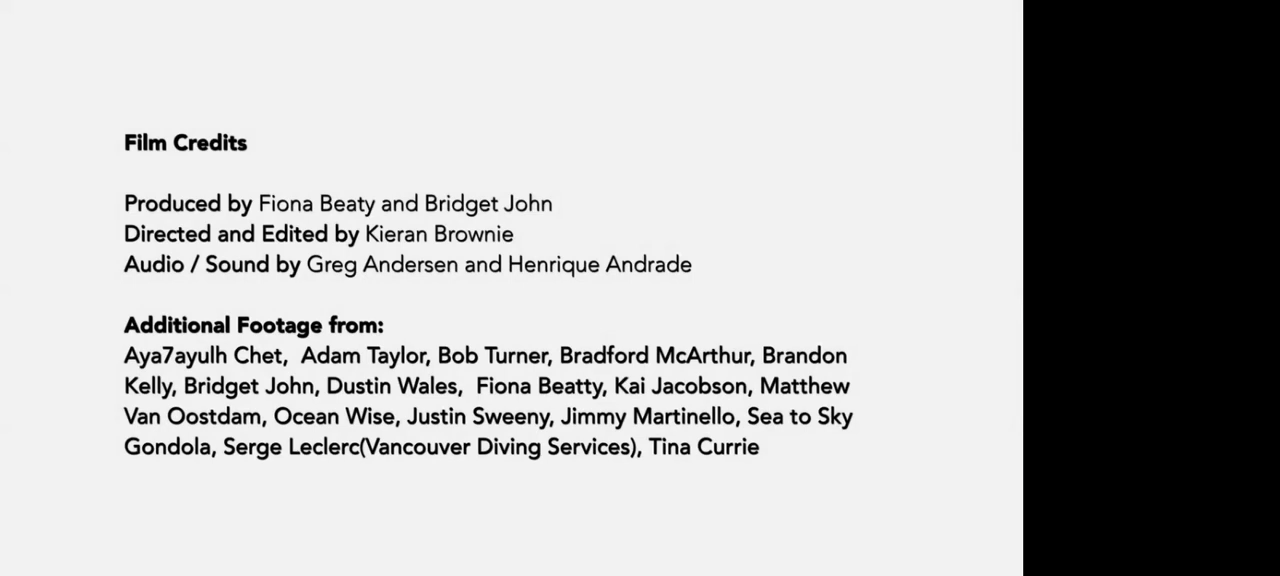 Film Credits
Produced by Fiona Beaty and Bridget John
Directed and Edited by Kieran Brownie
Audio / Sound by Greg Andersen and Henrique Andrade
Additional Footage from:
Aya7ayulh Chet,  Adam Taylor, Bob Turner, Bradford McArthur, Brandon
Kelly, Bridget John, Dustin Wales,  Fiona Beatty, Kai Jacobson, Matthew
Van Oostdam, Ocean Wise, Justin Sweeny, Jimmy Martinello, Sea to Sky
Gondola, Serge Leclerc(Vancouver Diving Services), Tina Currie